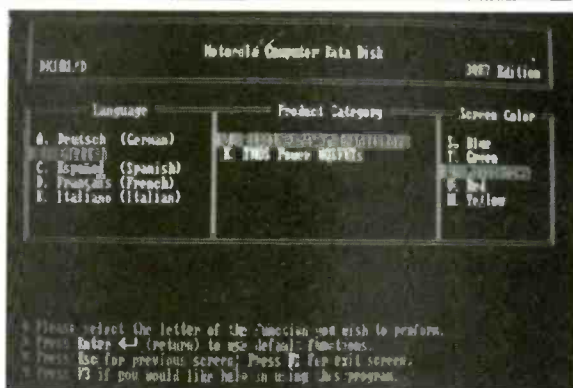 Motorola Computer Data Disk
DK101/D
Edition
Language
Product Category
Screen Color
A. Deutsch (German)
C. Espanol (Spanish)
D. Français (French)
E. Italiano (Italian)
TMOS Power MOSFETs
Blue
T. Green
Red
W. Yellow
Please select the letter of the function you wish to perform.
Press Enter ↵ (return) to use default functions.
Press Esc for previous screen; Press for exit screen.
Press F3 if you would like help in using this program.